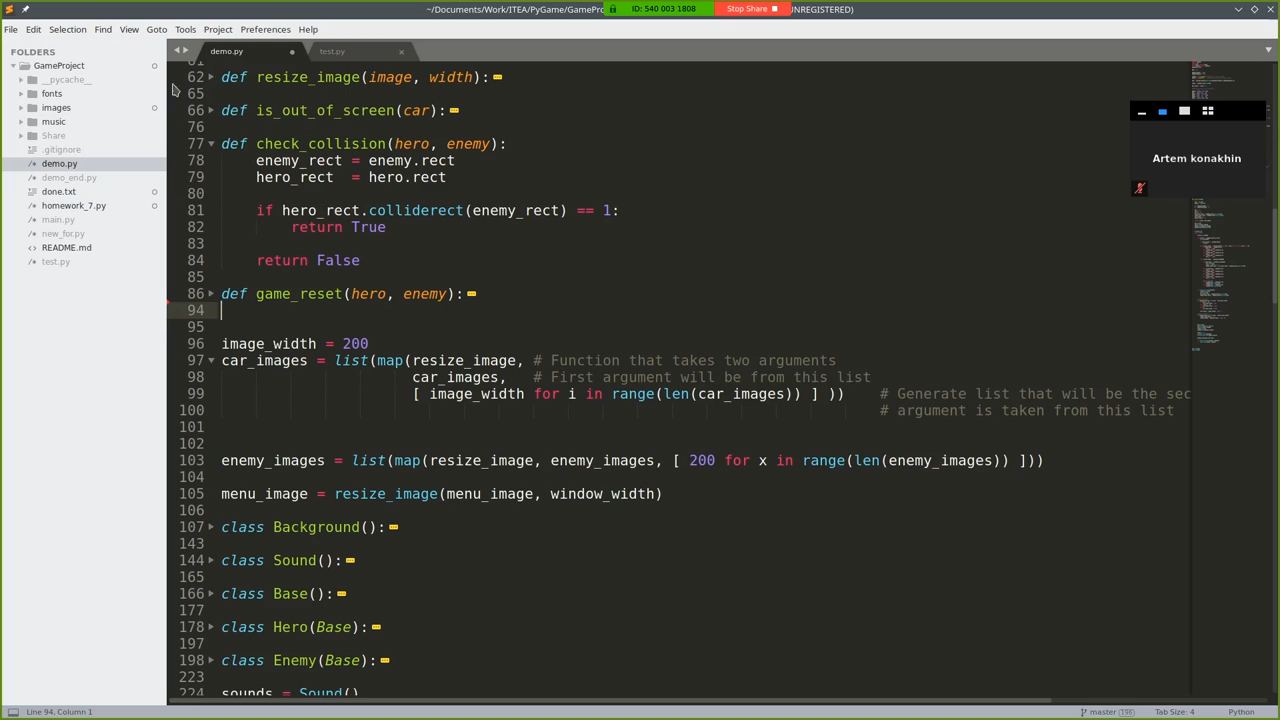 ~/Documents/Work/ITEA/PyGame/GamePro
ID: 540 003 1808
Stop Share
UNREGISTERED)
File Edit Selection Find View Goto Tools Project Preferences Help
FOLDERS
GameProject
__pycache__
fonts
images
music
Share
.gitignore
demo.py
demo_end.py
done.txt
homework_7.py
main.py
new_for.py
README.md
test.py
demo.py test.py
61
62 def resize_image(image, width):
65
66 def is_out_of_screen(car):
76
77 def check_collision(hero, enemy):
78 enemy_rect = enemy.rect
79 hero_rect  = hero.rect
80
81 if hero_rect.colliderect(enemy_rect) == 1:
82 return True
83
84 return False
85
86 def game_reset(hero, enemy):
94
95
96 image_width = 200
97 car_images = list(map(resize_image, # Function that takes two arguments
98 car_images,   # First argument will be from this list
99 [ image_width for i in range(len(car_images)) ] ))    # Generate list that will be the sec
100 # argument is taken from this list
101
102
103 enemy_images = list(map(resize_image, enemy_images, [ 200 for x in range(len(enemy_images)) ]))
104
105 menu_image = resize_image(menu_image, window_width)
106
107 class Background():
143
144 class Sound():
165
166 class Base():
177
178 class Hero(Base):
197
198 class Enemy(Base):
223
224 sounds = Sound()
Artem konakhin
Line 94, Column 1
master 196
Tab Size: 4
Python